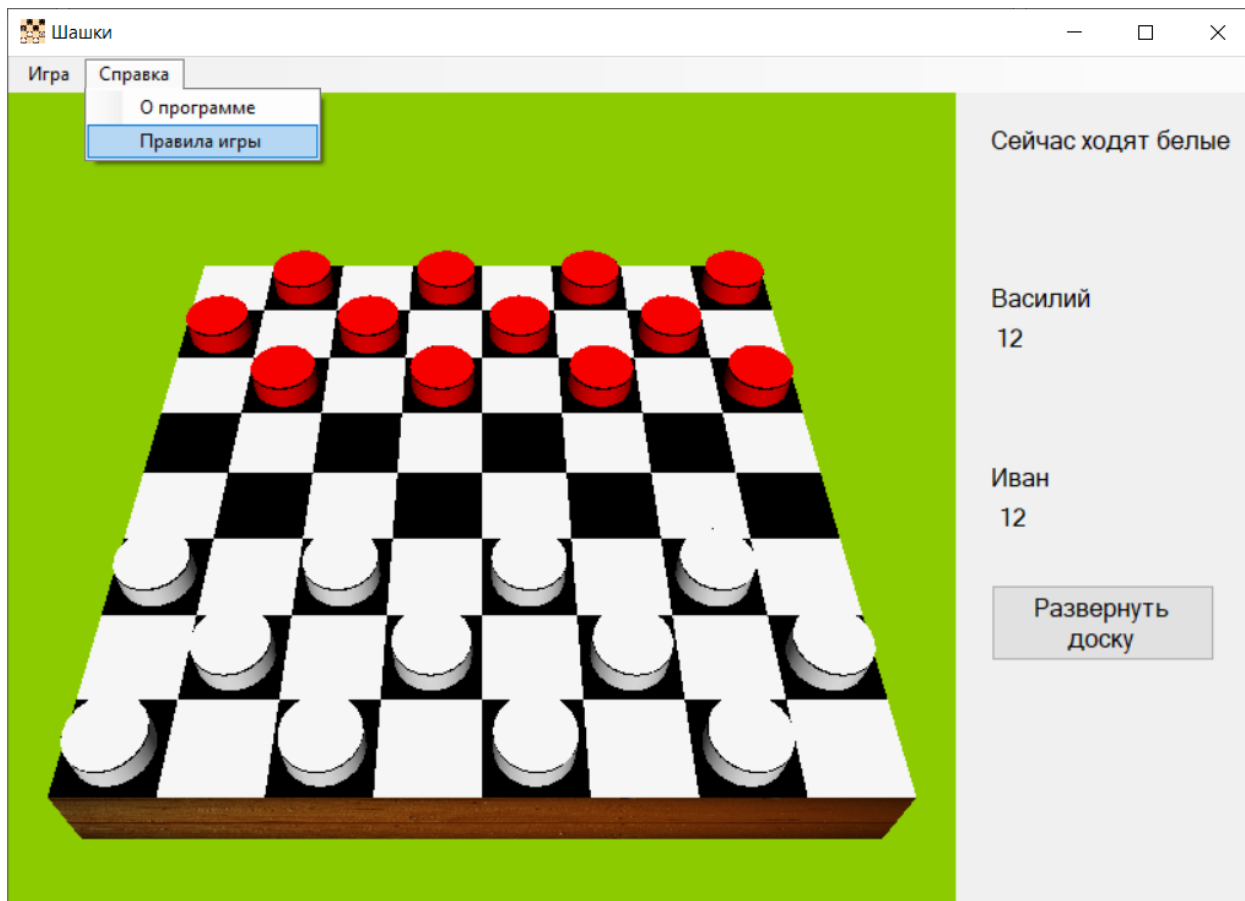 Шашки
Игра Справка
О программе
Правила игры
Сейчас ходят белые
Василий
12
Иван
12
Развернуть
доску